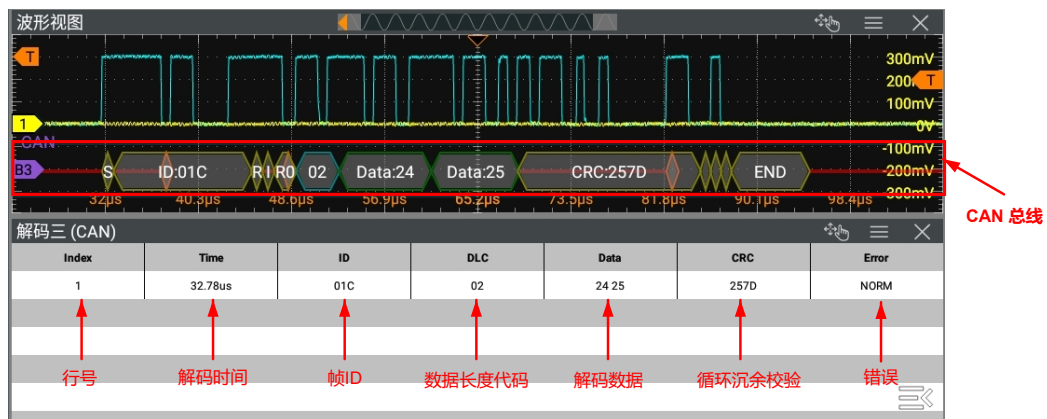 波形视图
T
300mV
200
T
100mV
1
0V
CAN
-100mV
B3
S
ID:01C
R
I
R0
02
Data:24
Data:25
CRC:257D
END
-200mV
-300mV
32μs
40.3μs
48.6μs
56.9μs
65.2μs
73.5μs
81.8μs
90.1μs
98.4μs
CAN 总线
解码三 (CAN)
Index Time ID DLC Data CRC Error
1 32.78us 01C 02 24 25 257D NORM
行号 解码时间 帧ID 数据长度代码 解码数据 循环沉余校验 错误